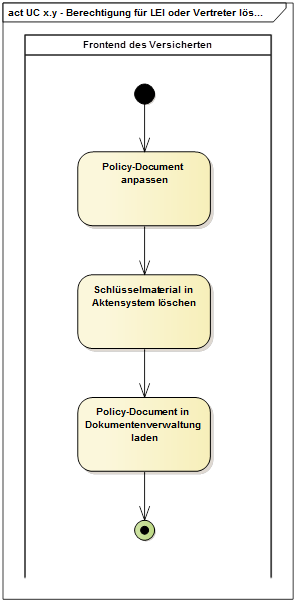 act UC x.y - Berechtigung für LEI oder Vertreter lös...
Frontend des Versicherten
Policy-Document
anpassen
Schlüsselmaterial in
Aktensystem löschen
Policy-Document in
Dokumentenverwaltung
laden